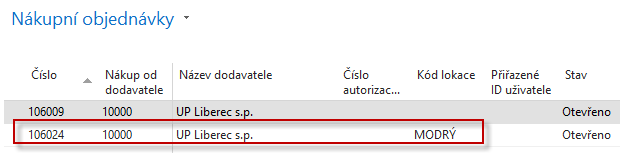 Nákupní objednávky
Číslo Nákup od dodavatele Název dodavatele Číslo autorizac... Kód lokace Přiřazené ID uživatele Stav
106009 10000 UP Liberec s.p. Otevřeno
106024 10000 UP Liberec s.p. MODRÝ Otevřeno